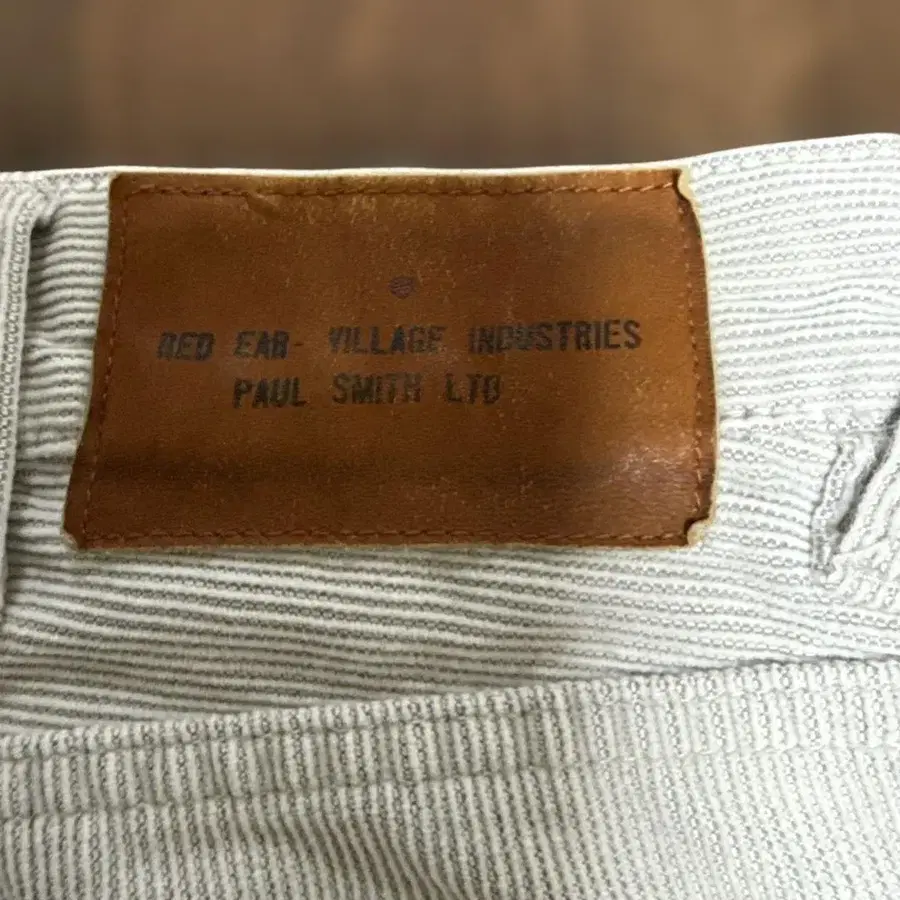 RED EAR- VILLAGE INDUSTRIES
PAUL SMITH LTD